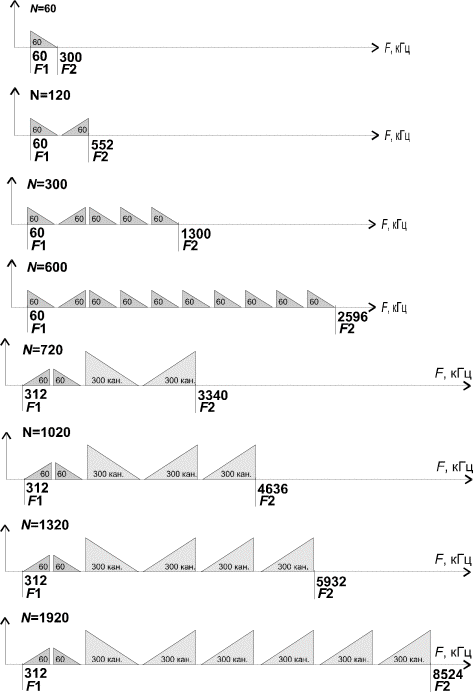 N=60
60
F, кГц
60 300
F1 F2
N=120
60 60
F, кГц
60 552
F1 F2
N=300
60 60 60 60 60
F, кГц
60 1300
F1 F2
N=600
60 60 60 60 60 60 60 60 60 60
F, кГц
60 2596
F1 F2
N=720
F, кГц
60 60 300 кан. 300 кан.
312 3340
F1 F2
N=1020
F, кГц
60 60 300 кан. 300 кан. 300 кан.
312 4636
F1 F2
N=1320
F, кГц
60 60 300 кан. 300 кан. 300 кан. 300 кан.
312 5932
F1 F2
N=1920
F, кГц
60 60 300 кан. 300 кан. 300 кан. 300 кан. 300 кан. 300 кан.
312 8524
F1 F2